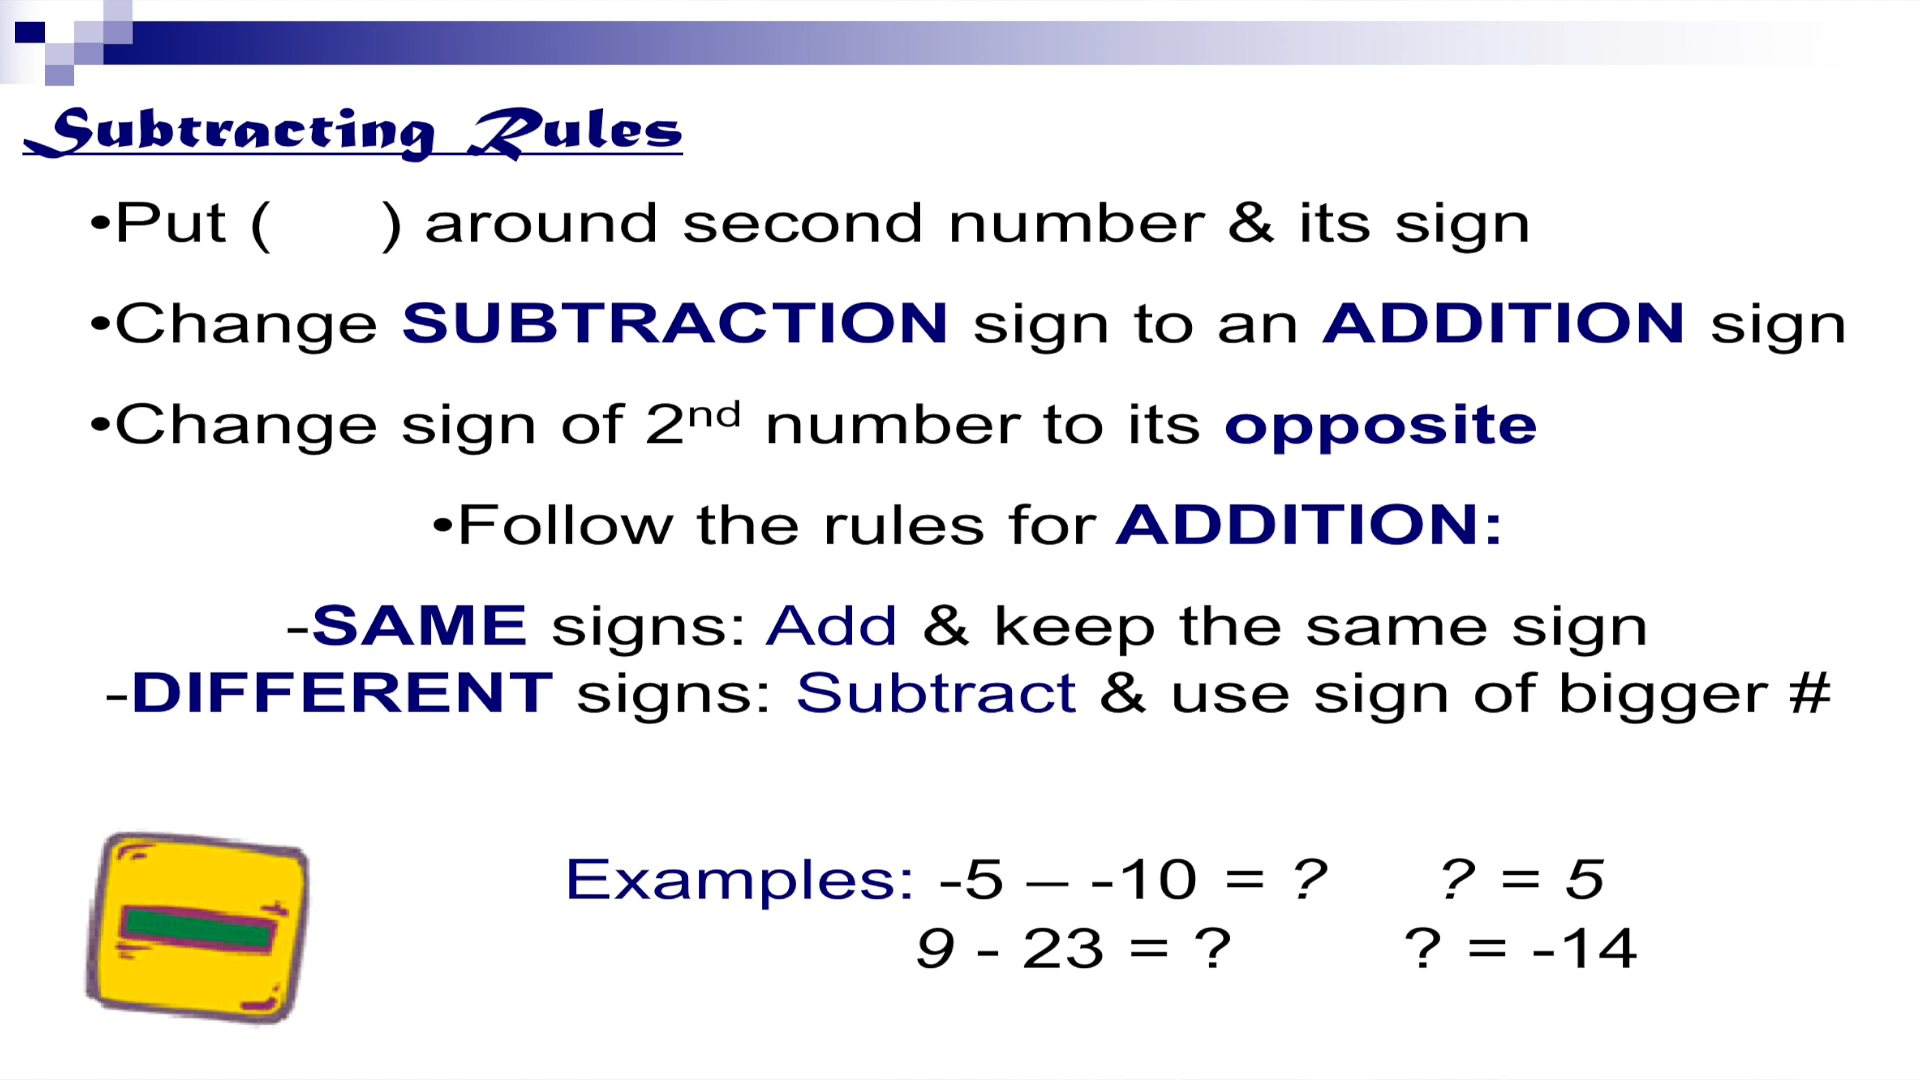 Subtracting Rules
•Put (   ) around second number & its sign
•Change SUBTRACTION sign to an ADDITION sign
•Change sign of 2nd number to its opposite
•Follow the rules for ADDITION:
-SAME signs: Add & keep the same sign
-DIFFERENT signs: Subtract & use sign of bigger #
Examples: -5 – -10 = ?   ? = 5
9 - 23 = ?   ? = -14